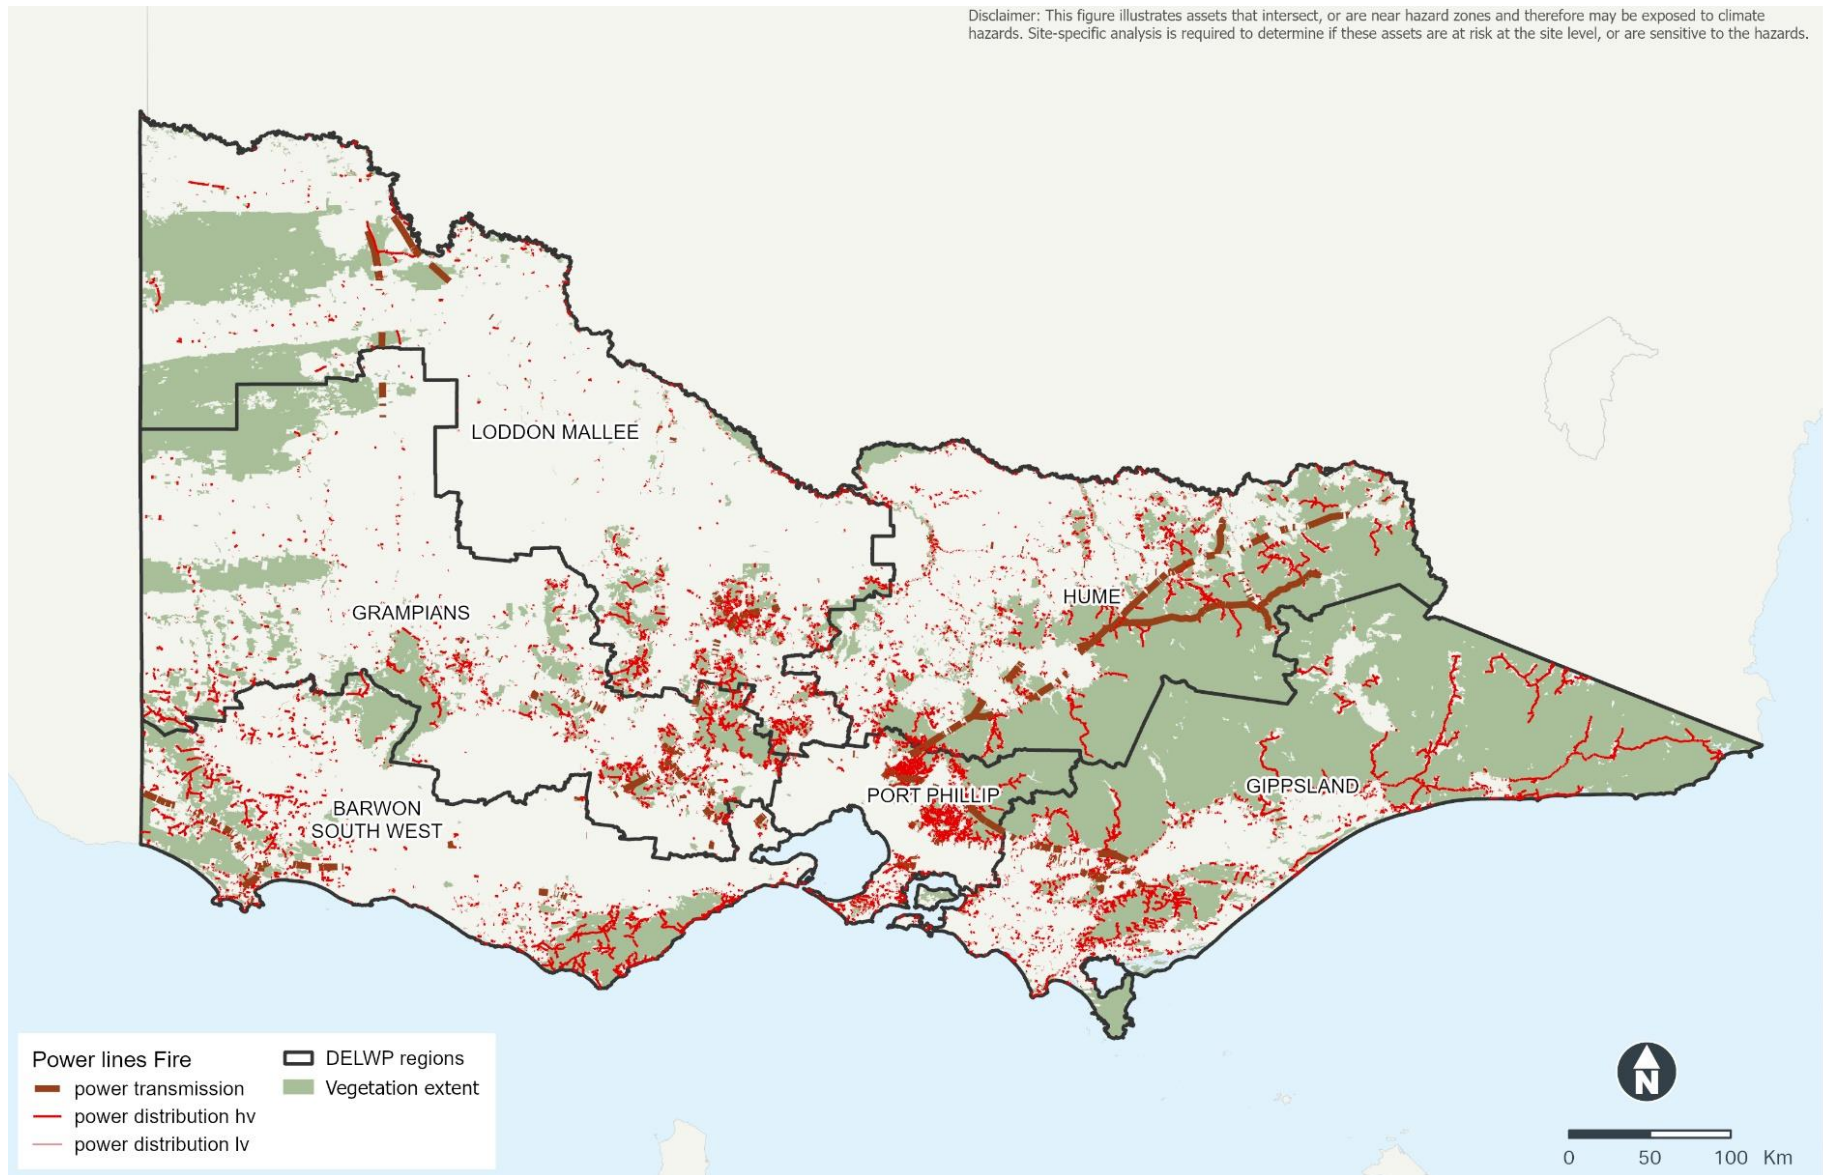 Disclaimer: This figure illustrates assets that intersect, or are near hazard zones and therefore may be exposed to climate
hazards. Site-specific analysis is required to determine if these assets are at risk at the site level, or are sensitive to the hazards.
LODDON MALLEE
HUME
GRAMPIANS
GIPPSLAND
PORT PHILLIP
BARWON
SOUTH WEST
Power lines Fire
power transmission
power distribution hv
power distribution lv
DELWP regions
Vegetation extent
N
0 50 100 Km